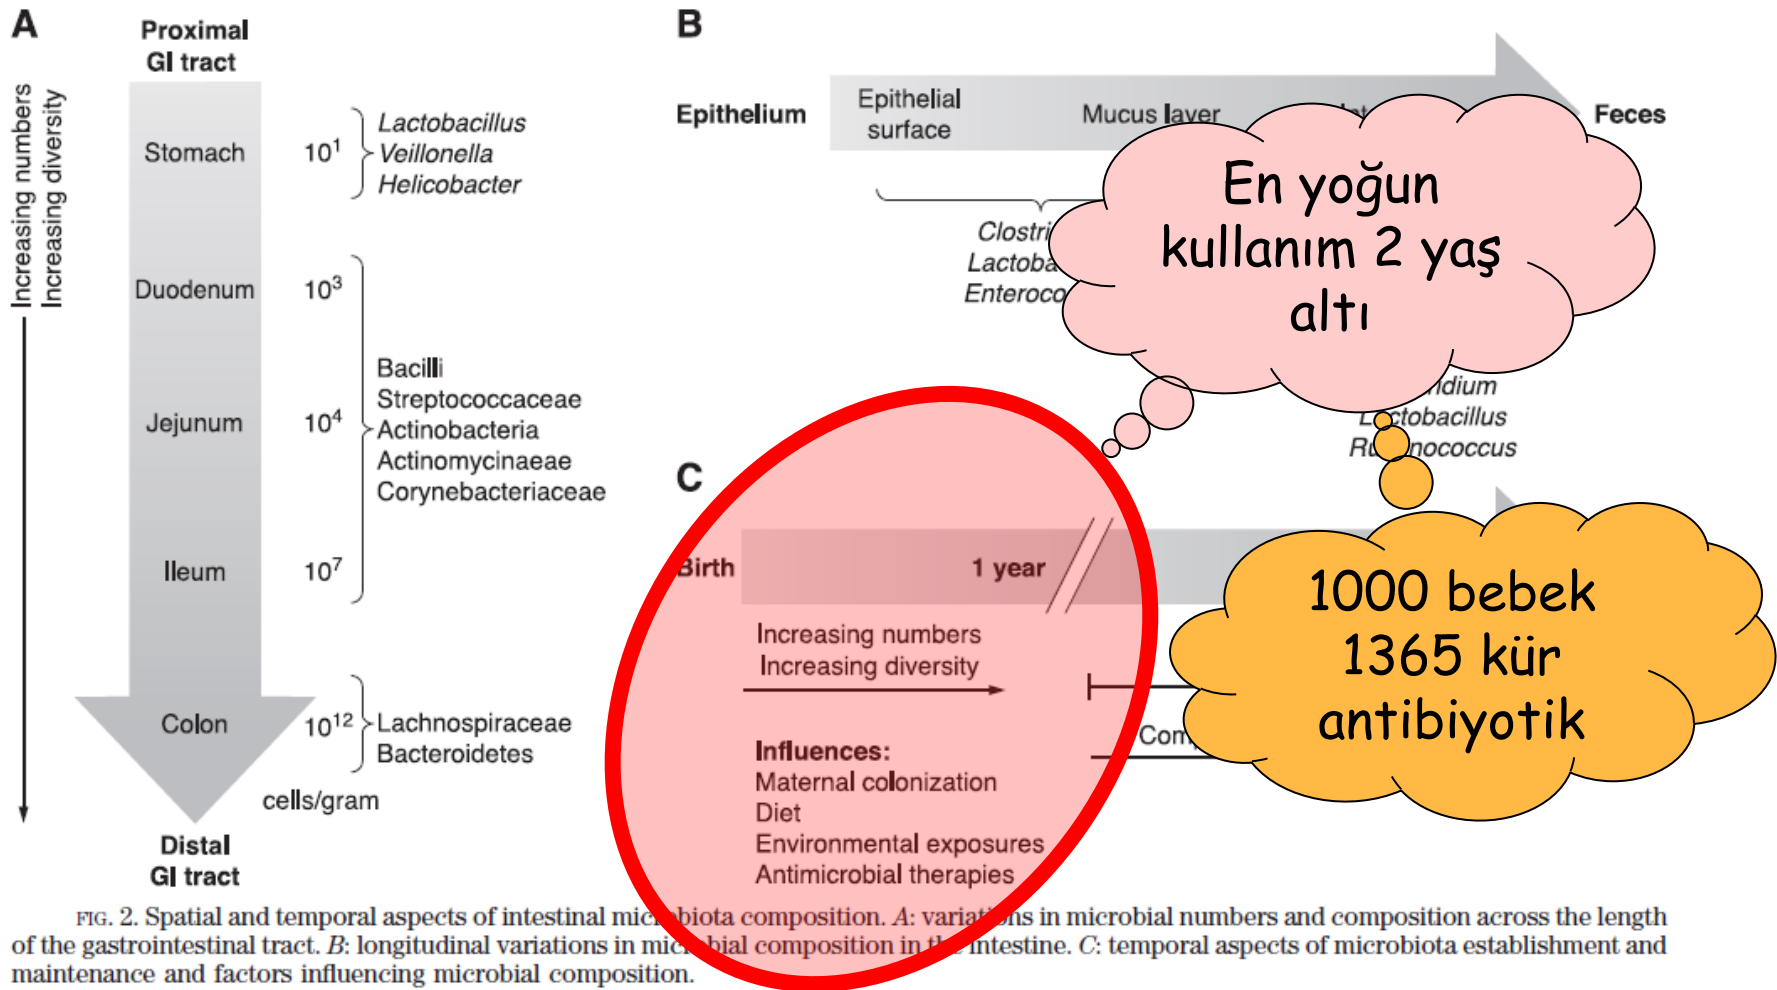 A
Proximal
GI tract
Increasing numbers
Increasing diversity
Stomach
10¹
Lactobacillus
Veillonella
Helicobacter
Duodenum
10³
Jejunum
10⁴
Bacilli
Streptococcaceae
Actinobacteria
Actinomycinaeae
Corynebacteriaceae
Ileum
10⁷
Colon
10¹²
Lachnospiraceae
Bacteroidetes
cells/gram
Distal
GI tract
B
Epithelium
Epithelial
surface
Mucus layer
Feces
En yoğun
kullanım 2 yaş
altı
Lactobacillus
C
Birth
1 year
Increasing numbers
Increasing diversity
Influences:
Maternal colonization
Diet
Environmental exposures
Antimicrobial therapies
1000 bebek
1365 kür
antibiyotik
FIG. 2. Spatial and temporal aspects of intestinal microbiota composition. A: variations in microbial numbers and composition across the length
of the gastrointestinal tract. B: longitudinal variations in microbial composition in the intestine. C: temporal aspects of microbiota establishment and
maintenance and factors influencing microbial composition.